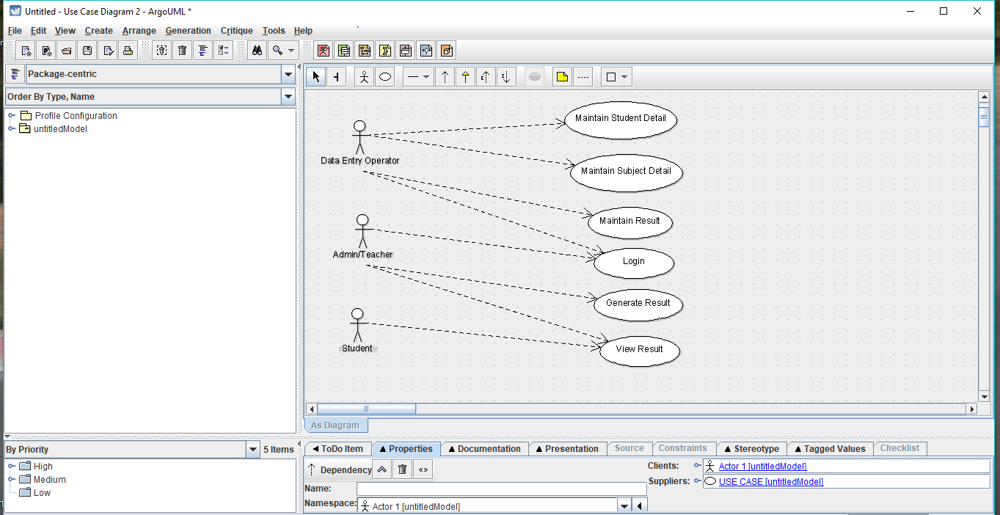 Untitled - Use Case Diagram 2 - ArgoUML *
File Edit View Create Arrange Generation Critique Tools Help
Package-centric
Order By Type, Name
Profile Configuration
untitledModel
Maintain Student Detail
Data Entry Operator
Maintain Subject Detail
Maintain Result
Admin/Teacher
Login
Generate Result
Student
View Result
As Diagram
By Priority 5 Items
High
Medium
Low
ToDo Item Properties Documentation Presentation Source Constraints Stereotype Tagged Values Checklist
Dependency
Clients: Actor 1 [untitledModel]
Suppliers: USE CASE [untitledModel]
Name:
Namespace: Actor 1 [untitledModel]